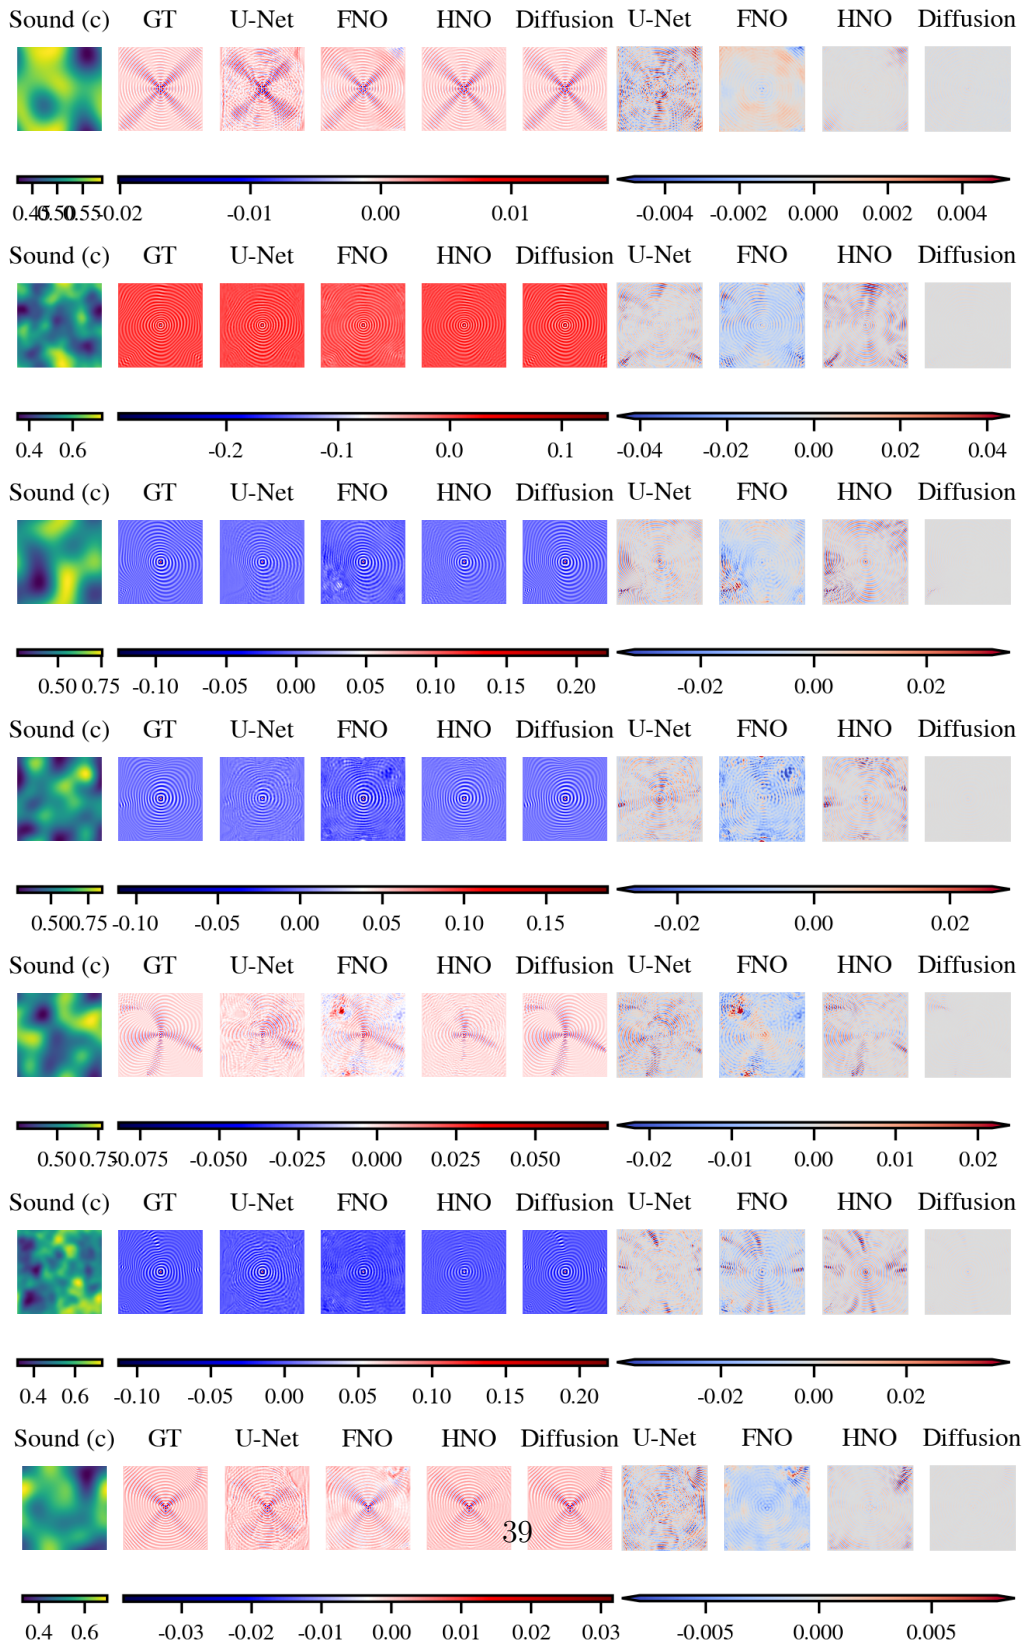 Sound (c) GT U-Net FNO HNO Diffusion U-Net FNO HNO Diffusion
0.45 0.50 0.55 -0.02 -0.01 0.00 0.01 -0.004 -0.002 0.000 0.002 0.004
Sound (c) GT U-Net FNO HNO Diffusion U-Net FNO HNO Diffusion
0.4 0.6 -0.2 -0.1 0.0 0.1 -0.04 -0.02 0.00 0.02 0.04
Sound (c) GT U-Net FNO HNO Diffusion U-Net FNO HNO Diffusion
0.50 0.75 -0.10 -0.05 0.00 0.05 0.10 0.15 0.20 -0.02 0.00 0.02
Sound (c) GT U-Net FNO HNO Diffusion U-Net FNO HNO Diffusion
0.50 0.75 -0.10 -0.05 0.00 0.05 0.10 0.15 -0.02 0.00 0.02
Sound (c) GT U-Net FNO HNO Diffusion U-Net FNO HNO Diffusion
0.50 0.75 -0.075 -0.050 -0.025 0.000 0.025 0.050 -0.02 -0.01 0.00 0.01 0.02
Sound (c) GT U-Net FNO HNO Diffusion U-Net FNO HNO Diffusion
0.4 0.6 -0.10 -0.05 0.00 0.05 0.10 0.15 0.20 -0.02 0.00 0.02
Sound (c) GT U-Net FNO HNO Diffusion U-Net FNO HNO Diffusion
39
0.4 0.6 -0.03 -0.02 -0.01 0.00 0.01 0.02 0.03 -0.005 0.000 0.005